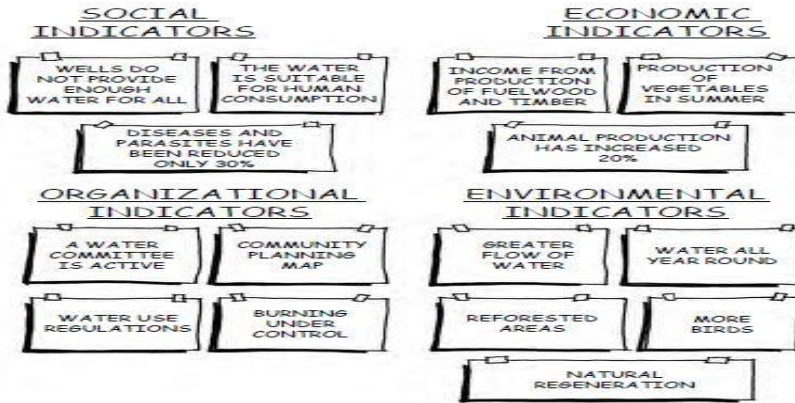 SOCIAL
INDICATORS
WELLS DO
NOT PROVIDE
ENOUGH
WATER FOR ALL
THE WATER
IS SUITABLE
FOR HUMAN
CONSUMPTION
DISEASES AND
PARASITES HAVE
BEEN REDUCED
ONLY 30%
ECONOMIC
INDICATORS
INCOME FROM
PRODUCTION
OF FUELWOOD
AND TIMBER
PRODUCTION
OF
VEGETABLES
IN SUMMER
ANIMAL PRODUCTION
HAS INCREASED
20%
ORGANIZATIONAL
INDICATORS
A WATER
COMMITTEE
IS ACTIVE
COMMUNITY
PLANNING
MAP
WATER USE
REGULATIONS
BURNING
UNDER
CONTROL
ENVIRONMENTAL
INDICATORS
GREATER
FLOW OF
WATER
WATER ALL
YEAR ROUND
REFORESTED
AREAS
MORE
BIRDS
NATURAL
REGENERATION